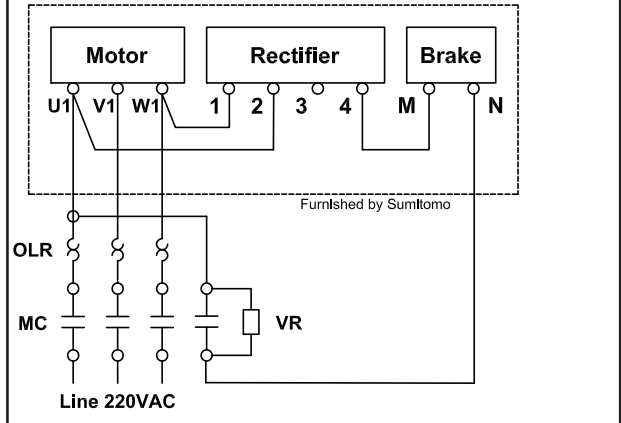 Motor Rectifier Brake
U1 V1 W1 1 2 3 4 M N
Furnished by Sumitomo
OLR
MC VR
Line 220VAC